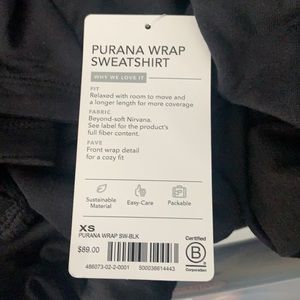 PURANA WRAP
SWEATSHIRT
WHY WE LOVE IT
FIT
Relaxed with room to move and
a longer length for more coverage
FABRIC
Beyond-soft Nirvana.
See label for the product's
full fiber content.
FAVE
Front wrap detail
for a cozy fit
Sustainable Material
Easy-Care
Packable
XS
PURANA WRAP SW-BLK
$89.00
486073-02-2-0001
500036614443
Certified
B
Corporation